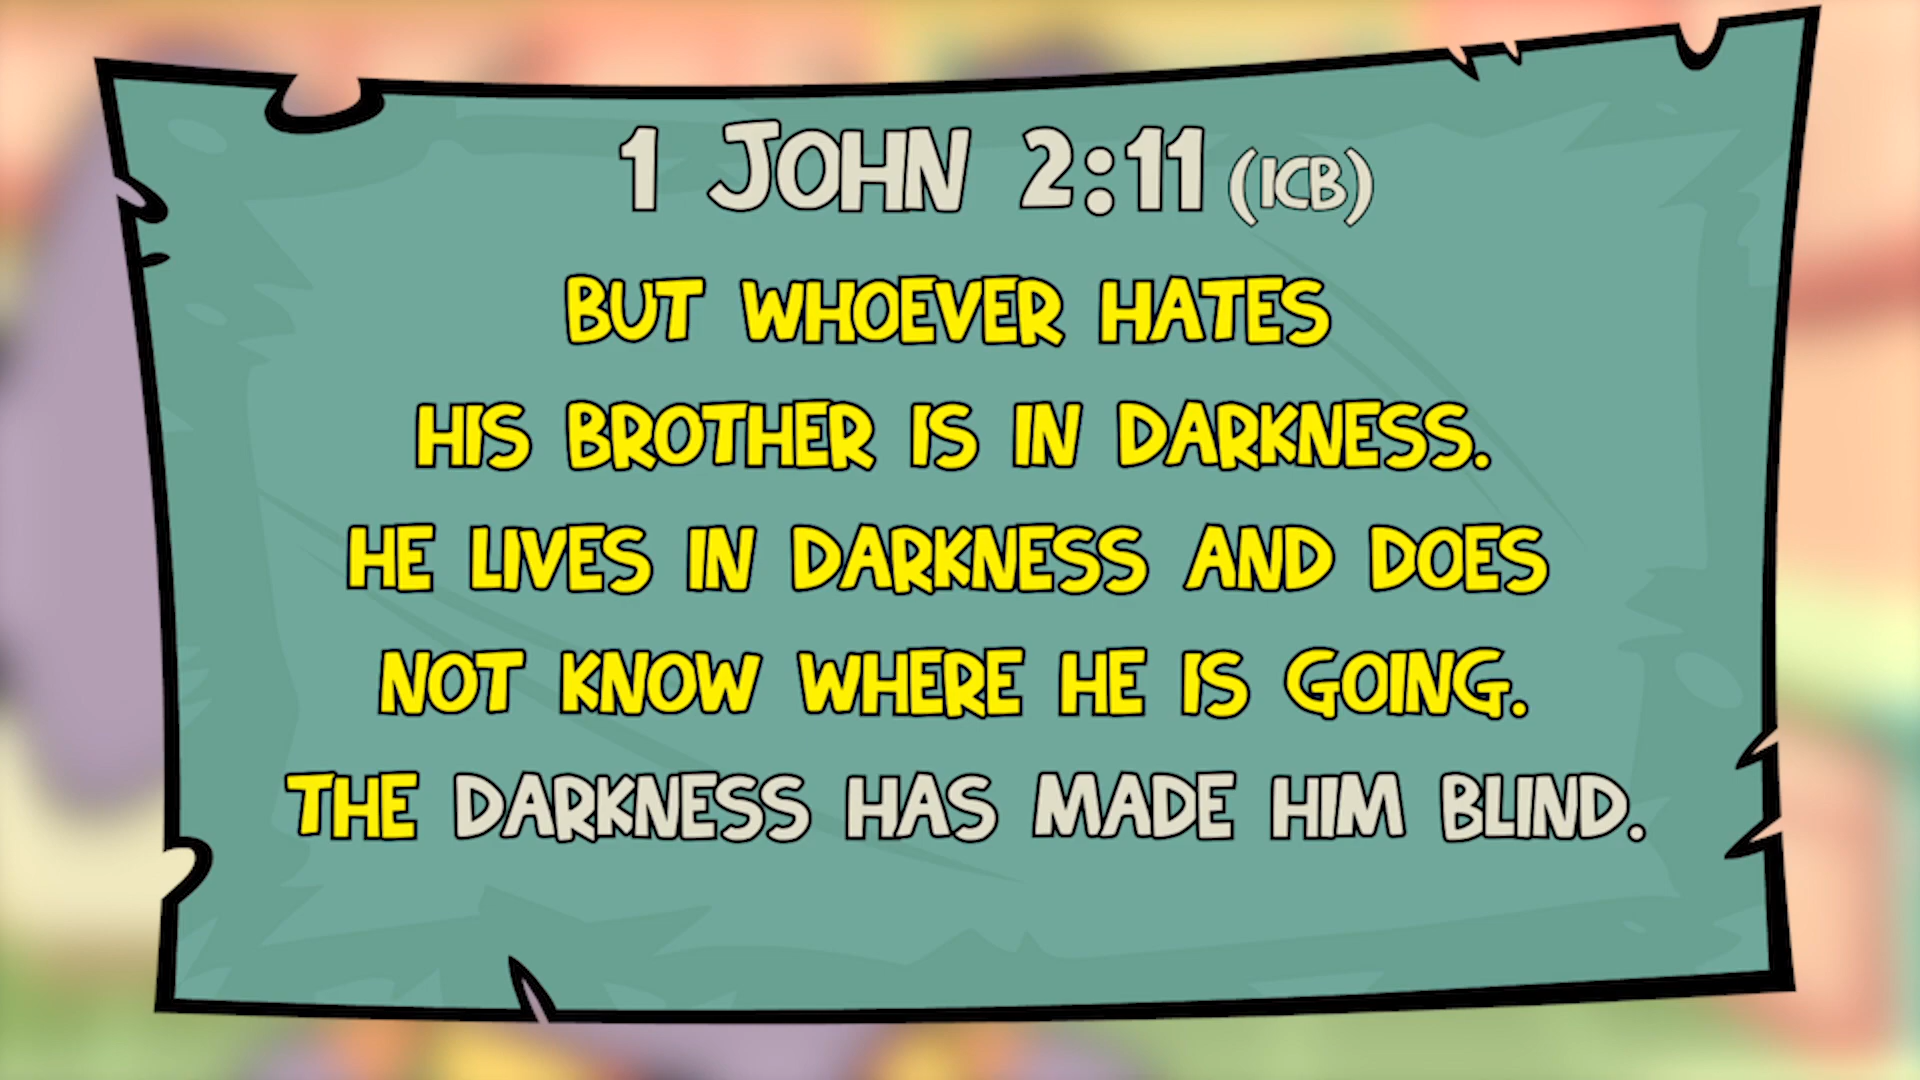 1 JOHN 2:11 (ICB)
BUT WHOEVER HATES
HIS BROTHER IS IN DARKNESS.
HE LIVES IN DARKNESS AND DOES
NOT KNOW WHERE HE IS GOING.
THE DARKNESS HAS MADE HIM BLIND.